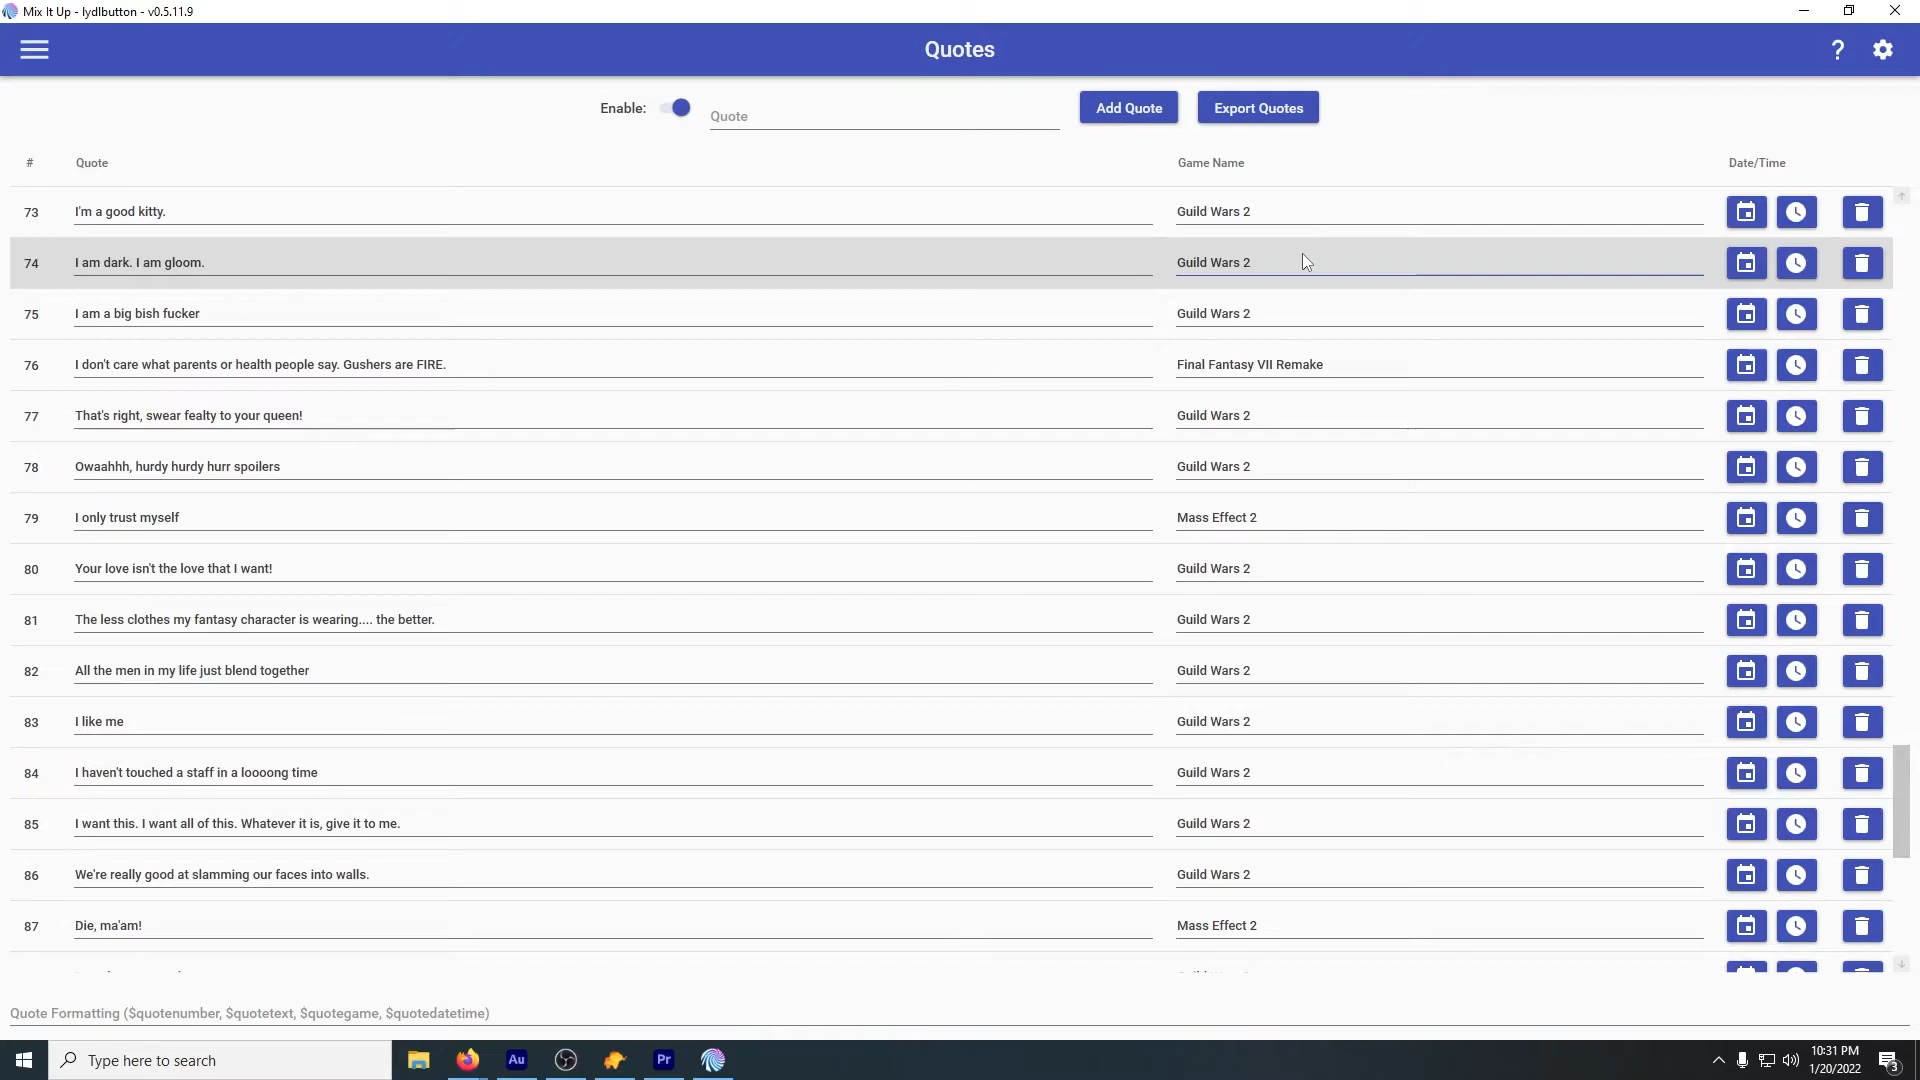 Mix It Up - lydlbutton - v0.5.11.9
Quotes
?
Enable:
Quote
Add Quote
Export Quotes
# Quote Game Name Date/Time
73 I'm a good kitty. Guild Wars 2
74 I am dark. I am gloom. Guild Wars 2
75 I am a big bish fucker Guild Wars 2
76 I don't care what parents or health people say. Gushers are FIRE. Final Fantasy VII Remake
77 That's right, swear fealty to your queen! Guild Wars 2
78 Owaahhh, hurdy hurdy hurr spoilers Guild Wars 2
79 I only trust myself Mass Effect 2
80 Your love isn't the love that I want! Guild Wars 2
81 The less clothes my fantasy character is wearing.... the better. Guild Wars 2
82 All the men in my life just blend together Guild Wars 2
83 I like me Guild Wars 2
84 I haven't touched a staff in a loooong time Guild Wars 2
85 I want this. I want all of this. Whatever it is, give it to me. Guild Wars 2
86 We're really good at slamming our faces into walls. Guild Wars 2
87 Die, ma'am! Mass Effect 2
Quote Formatting ($quotenumber, $quotetext, $quotegame, $quotedatetime)
Type here to search
Au
Pr
10:31 PM
1/20/2022
3